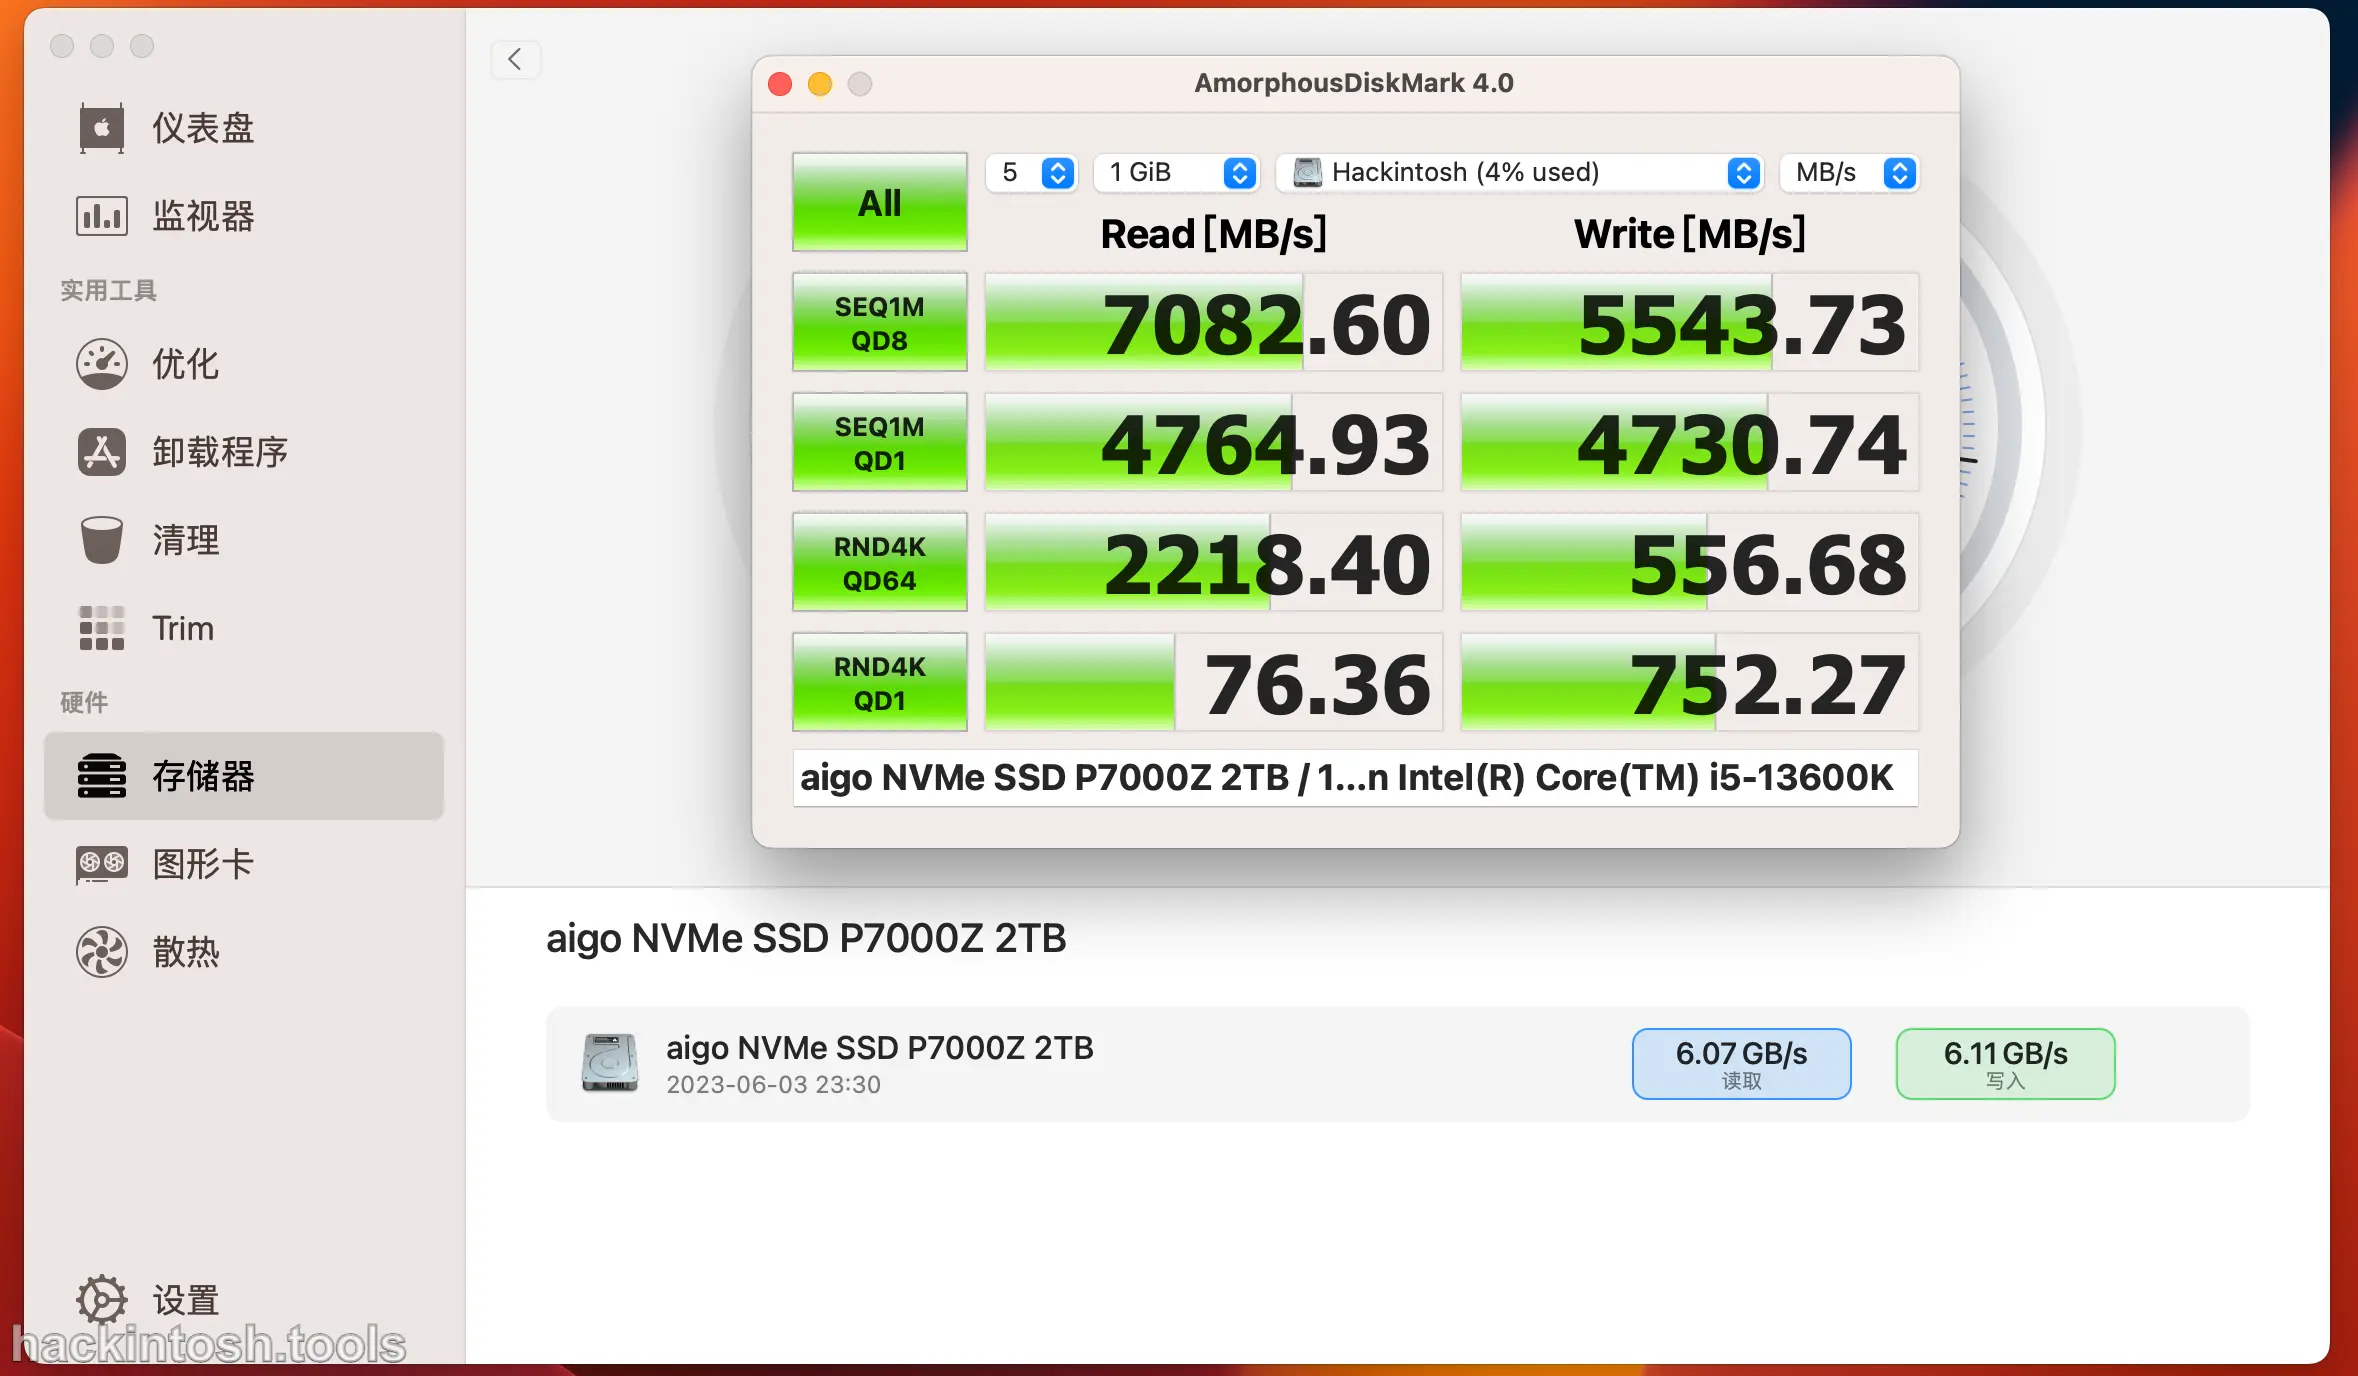 仪表盘
监视器
实用工具
优化
卸载程序
清理
Trim
硬件
存储器
图形卡
散热
设置
hackintosh.tools
AmorphousDiskMark 4.0
All
5
1 GiB
Hackintosh (4% used)
MB/s
Read [MB/s]
Write [MB/s]
SEQ1M
QD8
7082.60
5543.73
SEQ1M
QD1
4764.93
4730.74
RND4K
QD64
2218.40
556.68
RND4K
QD1
76.36
752.27
aigo NVMe SSD P7000Z 2TB / 1...n Intel(R) Core(TM) i5-13600K
aigo NVMe SSD P7000Z 2TB
aigo NVMe SSD P7000Z 2TB
2023-06-03 23:30
6.07 GB/s
读取
6.11 GB/s
写入